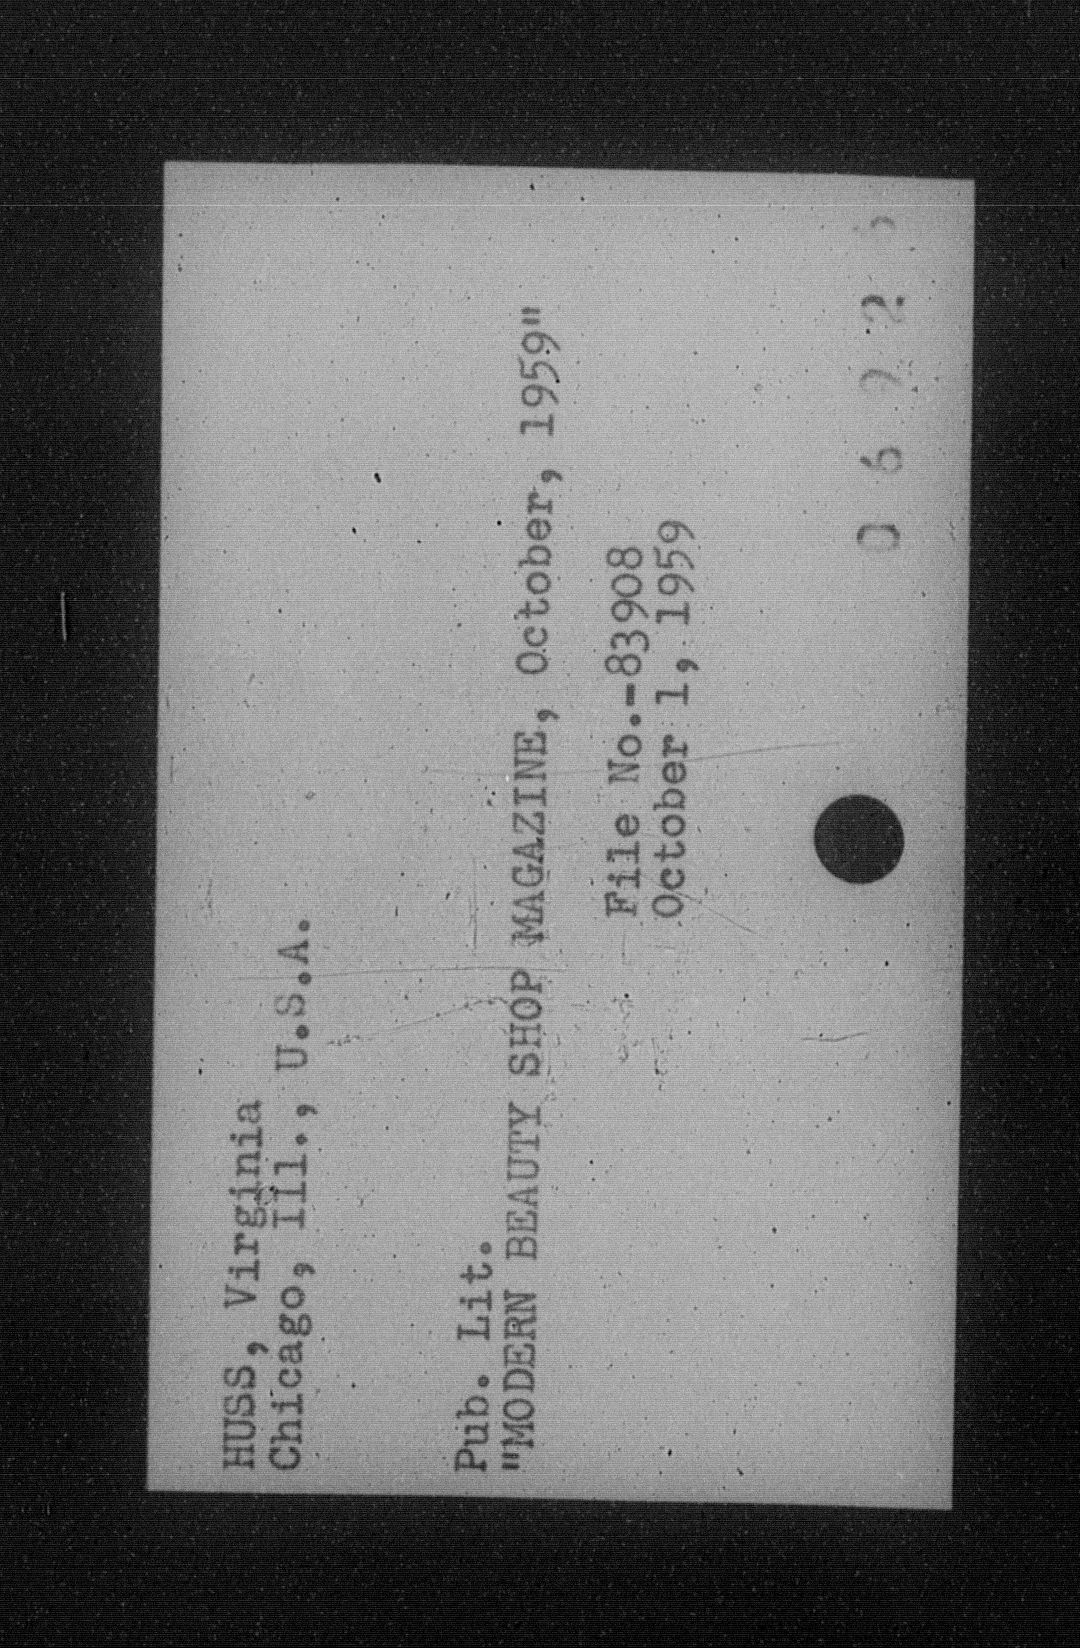 HUSS, Virginia
Chicago, Ill., U.S.A.
Pub. Lit.
"MODERN BEAUTY SHOP MAGAZINE, October, 1959"
File No.-83908
October 1, 1959